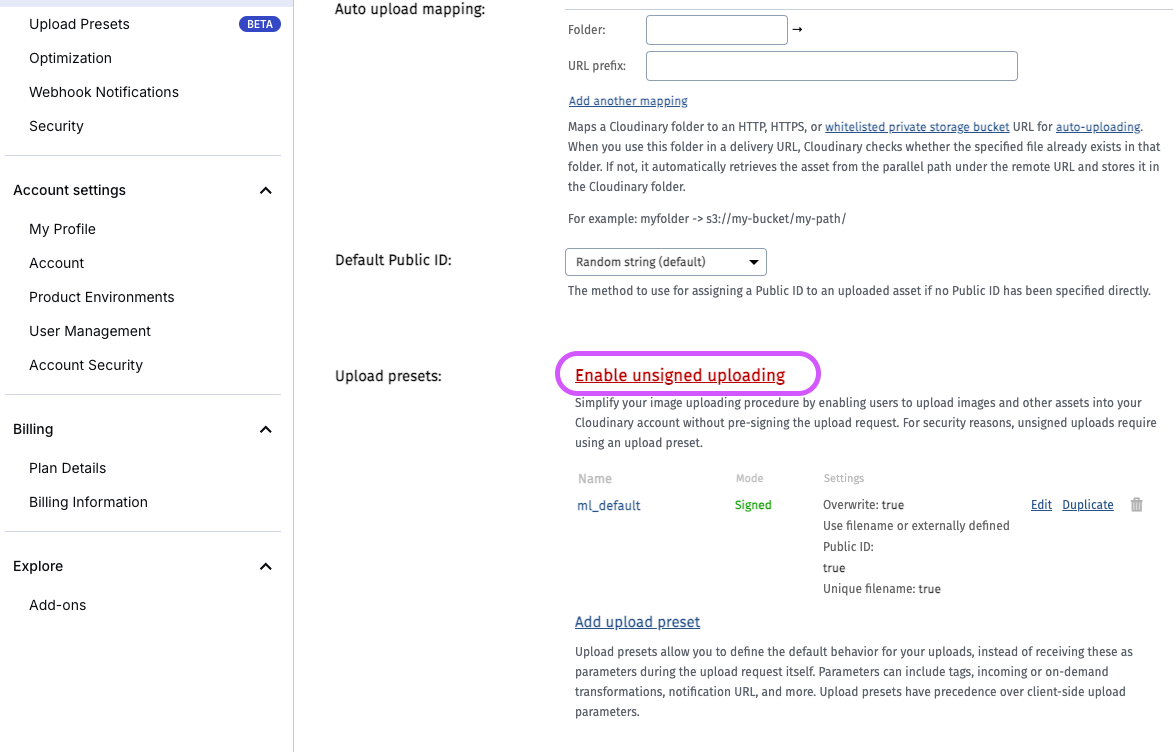 Upload Presets
BETA
Optimization
Webhook Notifications
Security
Account settings
My Profile
Account
Product Environments
User Management
Account Security
Billing
Plan Details
Billing Information
Explore
Add-ons
Auto upload mapping:
Folder:
→
URL prefix:
Add another mapping
Maps a Cloudinary folder to an HTTP, HTTPS, or whitelisted private storage bucket URL for auto-uploading.
When you use this folder in a delivery URL, Cloudinary checks whether the specified file already exists in that
folder. If not, it automatically retrieves the asset from the parallel path under the remote URL and stores it in
the Cloudinary folder.
For example: myfolder -> s3://my-bucket/my-path/
Default Public ID:
Random string (default)
The method to use for assigning a Public ID to an uploaded asset if no Public ID has been specified directly.
Upload presets:
Enable unsigned uploading
Simplify your image uploading procedure by enabling users to upload images and other assets into your
Cloudinary account without pre-signing the upload request. For security reasons, unsigned uploads require
using an upload preset.
Name Mode Settings
ml_default Signed Overwrite: true Edit Duplicate
Use filename or externally defined
Public ID:
true
Unique filename: true
Add upload preset
Upload presets allow you to define the default behavior for your uploads, instead of receiving these as
parameters during the upload request itself. Parameters can include tags, incoming or on-demand
transformations, notification URL, and more. Upload presets have precedence over client-side upload
parameters.